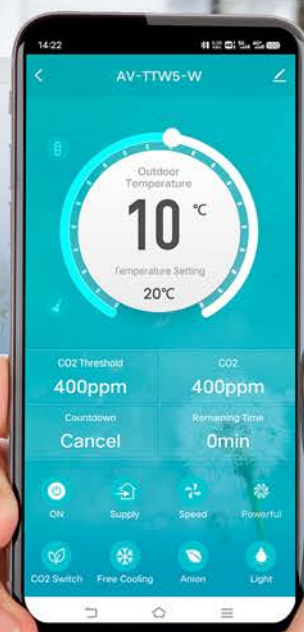 14:22
AV-TTW5-W
Outdoor
Temperature
10 ℃
Temperature Setting
20℃
CO2 Threshold
CO2
400ppm
400ppm
Countdown
Remaining Time
Cancel
0min
ON
Supply
Speed
Powerful
CO2 Switch
Free Cooling
Anion
Light